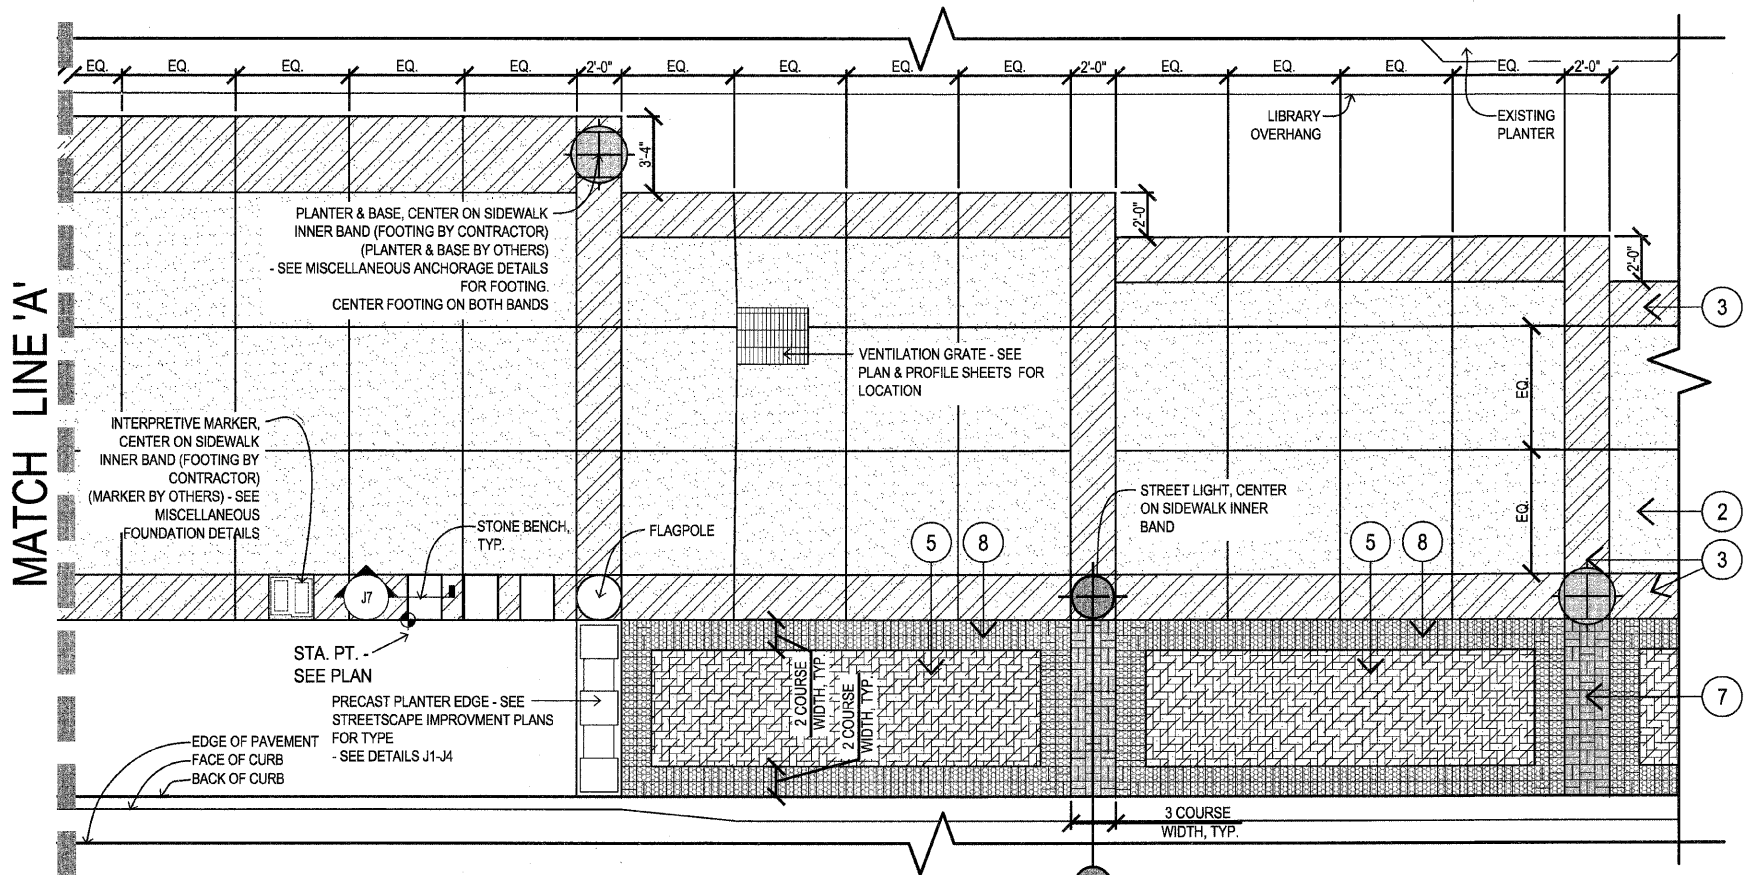 EQ. EQ. EQ. EQ. EQ. 2'-0" EQ. EQ. EQ. EQ. 2'-0" EQ. EQ. EQ. EQ. 2'-0"
LIBRARY
OVERHANG
EXISTING
PLANTER
3'-4"
2'-0"
2'-0"
PLANTER & BASE, CENTER ON SIDEWALK
INNER BAND (FOOTING BY CONTRACTOR)
(PLANTER & BASE BY OTHERS)
- SEE MISCELLANEOUS ANCHORAGE DETAILS
FOR FOOTING.
CENTER FOOTING ON BOTH BANDS
3
MATCH LINE 'A'
VENTILATION GRATE - SEE
PLAN & PROFILE SHEETS FOR
LOCATION
EQ.
INTERPRETIVE MARKER,
CENTER ON SIDEWALK
INNER BAND (FOOTING BY
CONTRACTOR)
(MARKER BY OTHERS) - SEE
MISCELLANEOUS
FOUNDATION DETAILS
STONE BENCH,
TYP.
FLAGPOLE
STREET LIGHT, CENTER
ON SIDEWALK INNER
BAND
EQ.
2
5 8
5 8
3
J7
STA. PT. -
SEE PLAN
PRECAST PLANTER EDGE - SEE
STREETSCAPE IMPROVMENT PLANS
FOR TYPE
- SEE DETAILS J1-J4
2 COURSE
WIDTH, TYP.
2 COURSE
WIDTH, TYP.
7
EDGE OF PAVEMENT
FACE OF CURB
BACK OF CURB
3 COURSE
WIDTH, TYP.